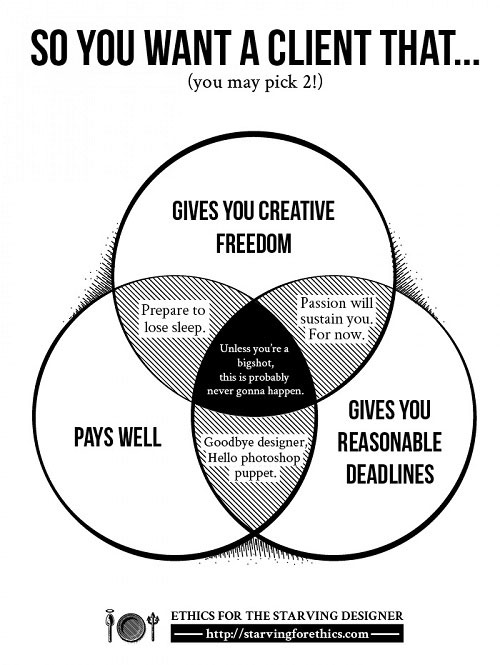 SO YOU WANT A CLIENT THAT...
(you may pick 2!)
GIVES YOU CREATIVE
FREEDOM
Prepare to
lose sleep.
Passion will
sustain you.
For now.
Unless you're a
bigshot,
this is probably
never gonna happen.
PAYS WELL
GIVES YOU
REASONABLE
DEADLINES
Goodbye designer,
Hello photoshop
puppet.
ETHICS FOR THE STARVING DESIGNER
http://starvingforethics.com